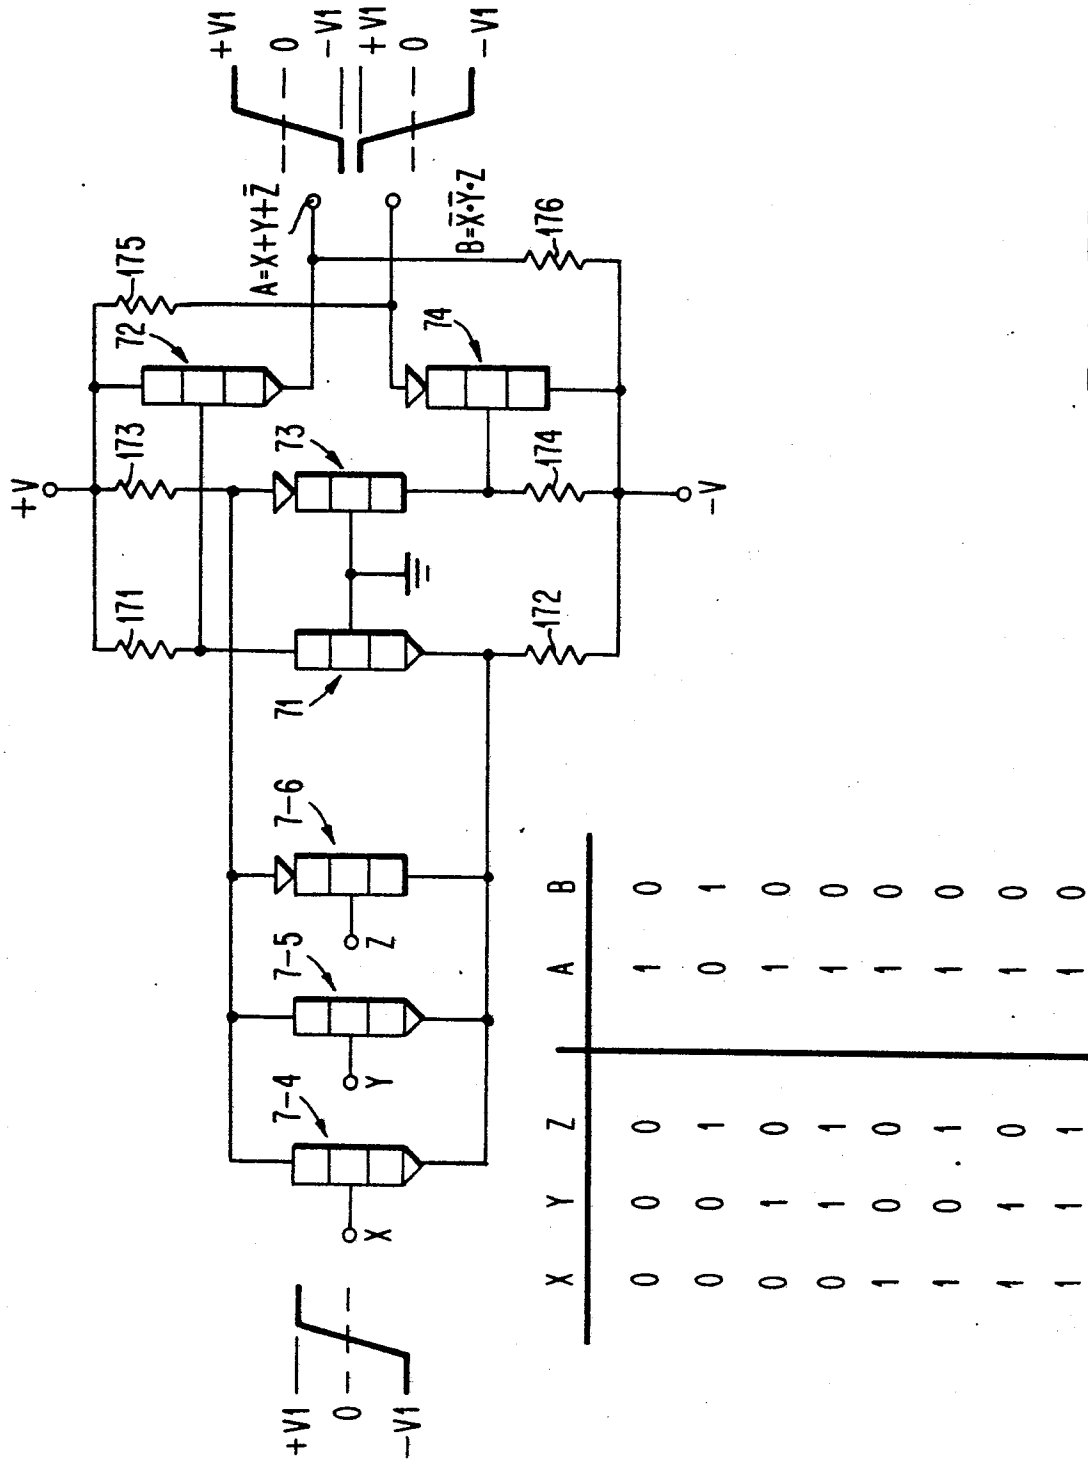 +V
+V1
0
-V1
+V1
0
-V1
171
173
72
175
A=X+Y+Z̄
71
73
74
B=X̄·Ȳ·Z
172
174
176
-V
7-4
7-5
7-6
X
Y
Z
+V1
0
-V1
X Y Z A B
0 0 0 1 0
0 0 1 0 1
0 1 0 1 0
0 1 1 1 0
1 0 0 1 0
1 0 1 1 0
1 1 0 1 0
1 1 1 1 0